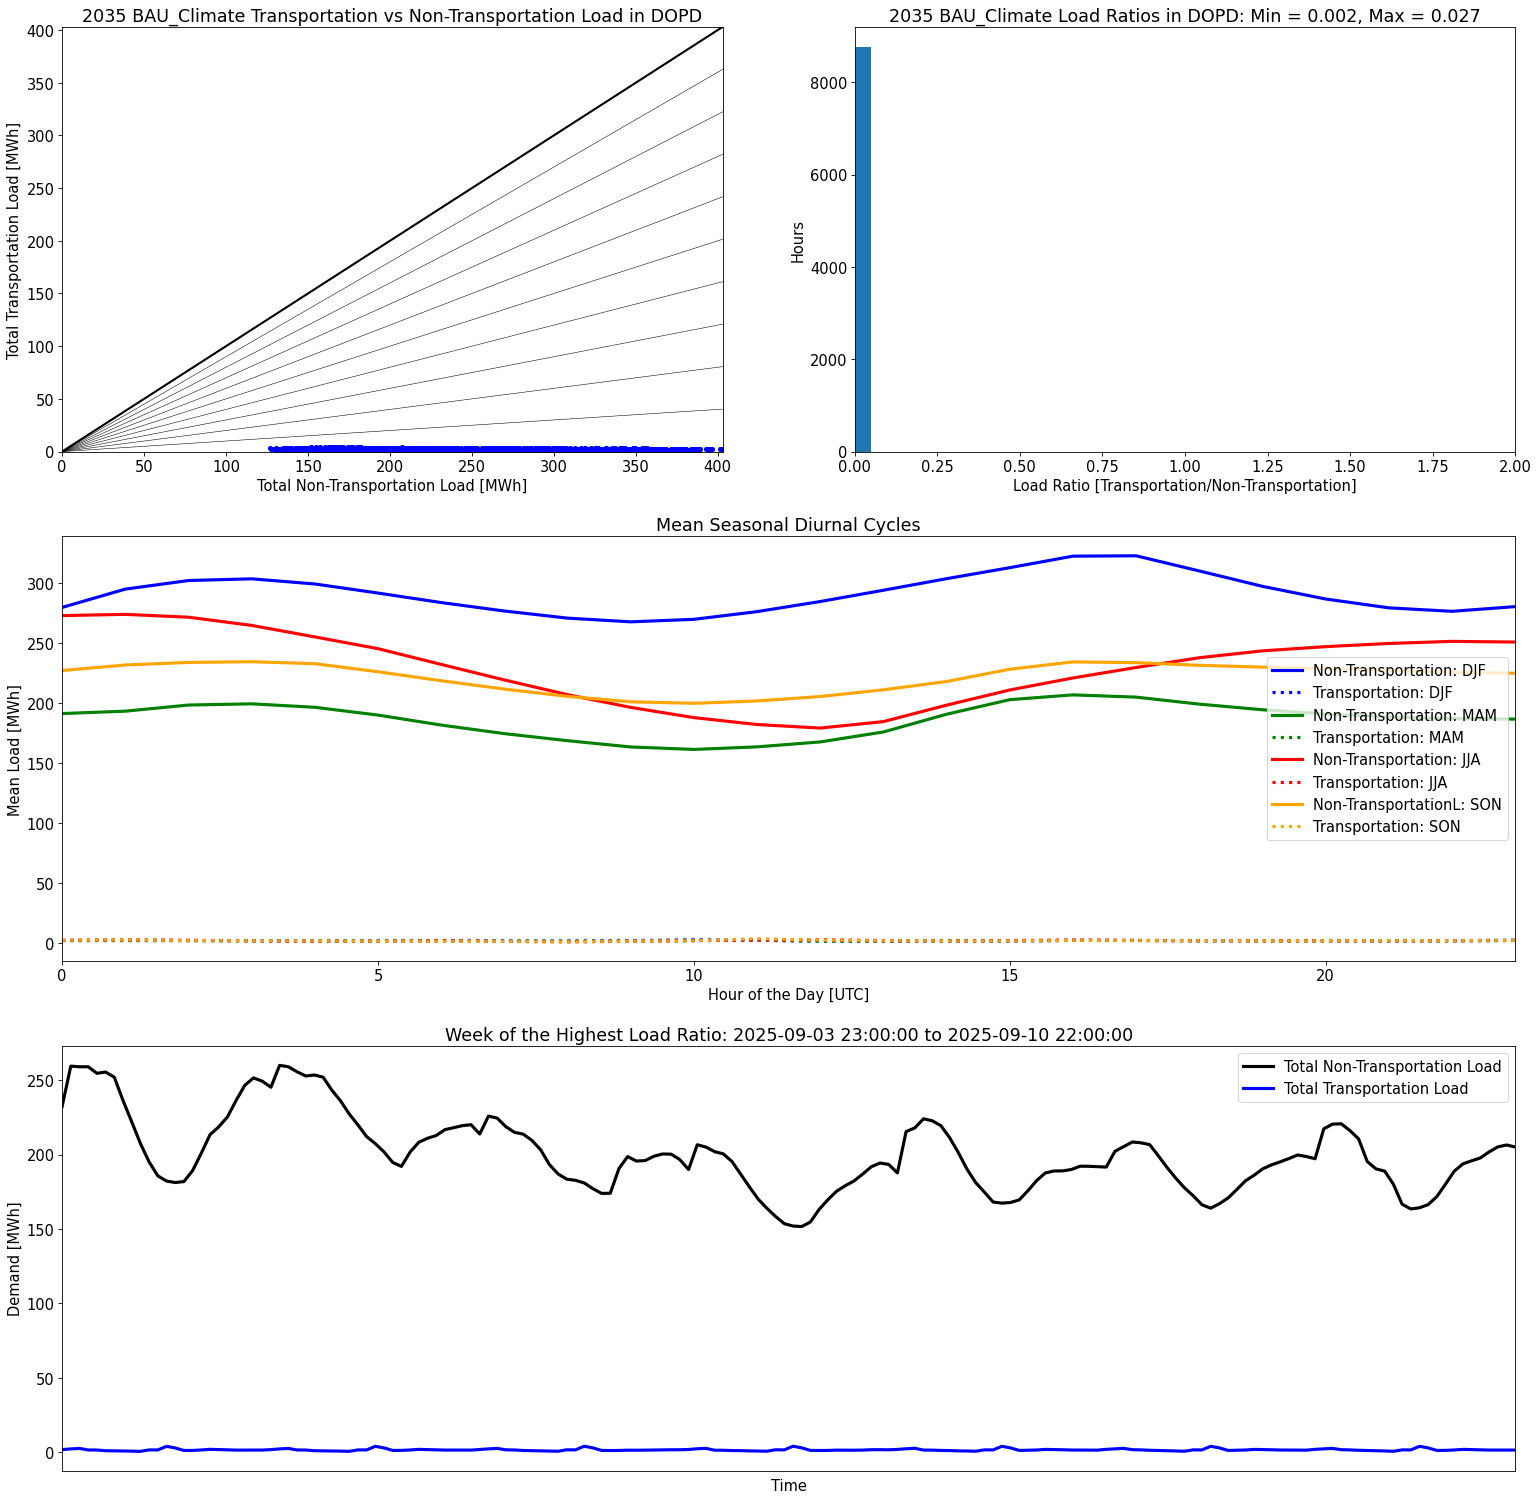 2035 BAU_Climate Transportation vs Non-Transportation Load in DOPD
400
350
300
250
200
150
100
50
0
Total Transportation Load [MWh]
0 50 100 150 200 250 300 350 400
Total Non-Transportation Load [MWh]
2035 BAU_Climate Load Ratios in DOPD: Min = 0.002, Max = 0.027
8000
6000
4000
2000
0
Hours
0.00 0.25 0.50 0.75 1.00 1.25 1.50 1.75 2.00
Load Ratio [Transportation/Non-Transportation]
Mean Seasonal Diurnal Cycles
300
250
200
150
100
50
0
Mean Load [MWh]
Non-Transportation: DJF
Transportation: DJF
Non-Transportation: MAM
Transportation: MAM
Non-Transportation: JJA
Transportation: JJA
Non-TransportationL: SON
Transportation: SON
0 5 10 15 20
Hour of the Day [UTC]
Week of the Highest Load Ratio: 2025-09-03 23:00:00 to 2025-09-10 22:00:00
Total Non-Transportation Load
Total Transportation Load
250
200
150
100
50
0
Demand [MWh]
Time